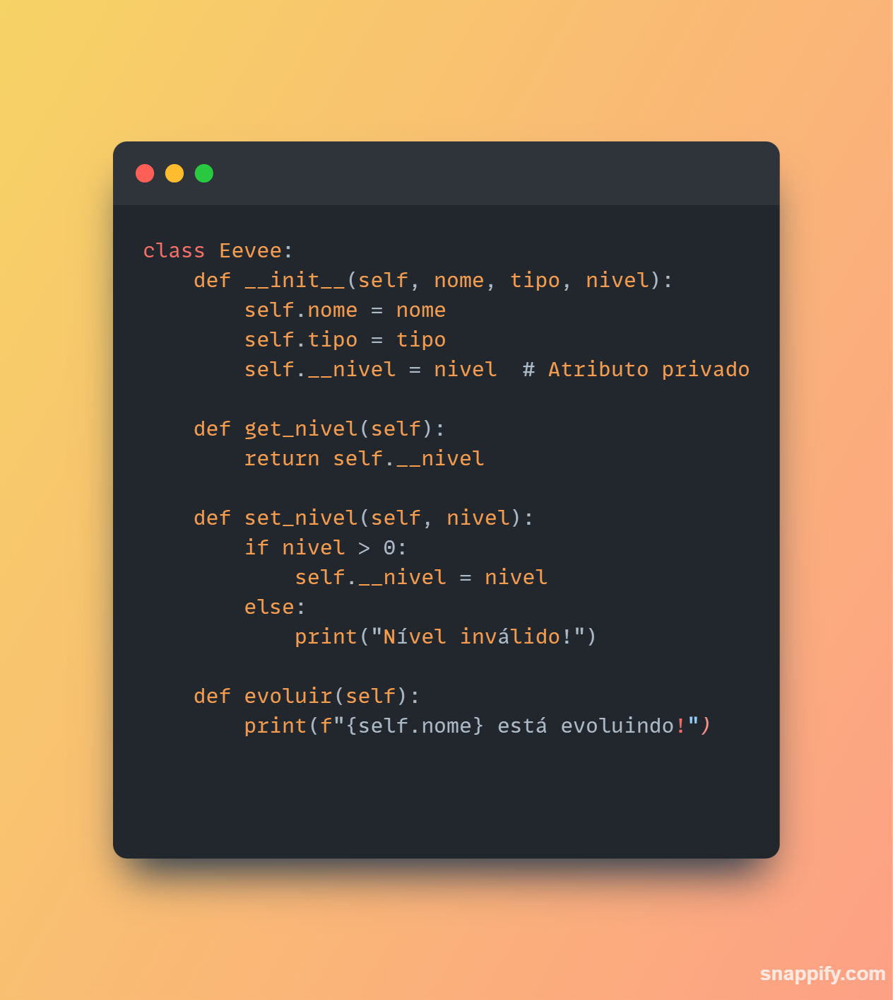 class Eevee:
    def __init__(self, nome, tipo, nivel):
        self.nome = nome
        self.tipo = tipo
        self.__nivel = nivel  # Atributo privado

    def get_nivel(self):
        return self.__nivel

    def set_nivel(self, nivel):
        if nivel > 0:
            self.__nivel = nivel
        else:
            print("Nível inválido!")

    def evoluir(self):
        print(f"{self.nome} está evoluindo!")
snappify.com